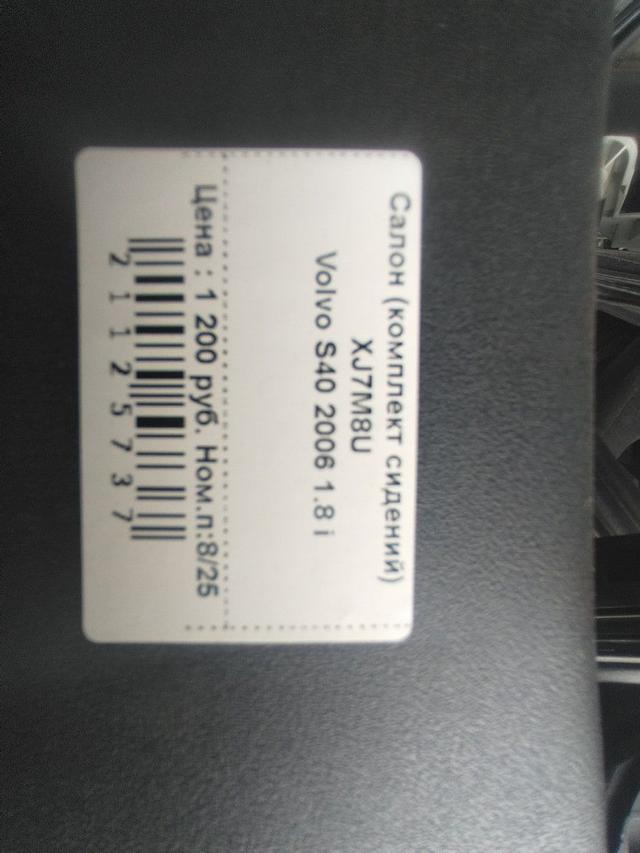 Салон (комплект сидений)
XJ7M8U
Volvo S40 2006 1.8 i
Цена : 1 200 руб. Ном.п:8/25
2 1 1 2 5 7 3 7